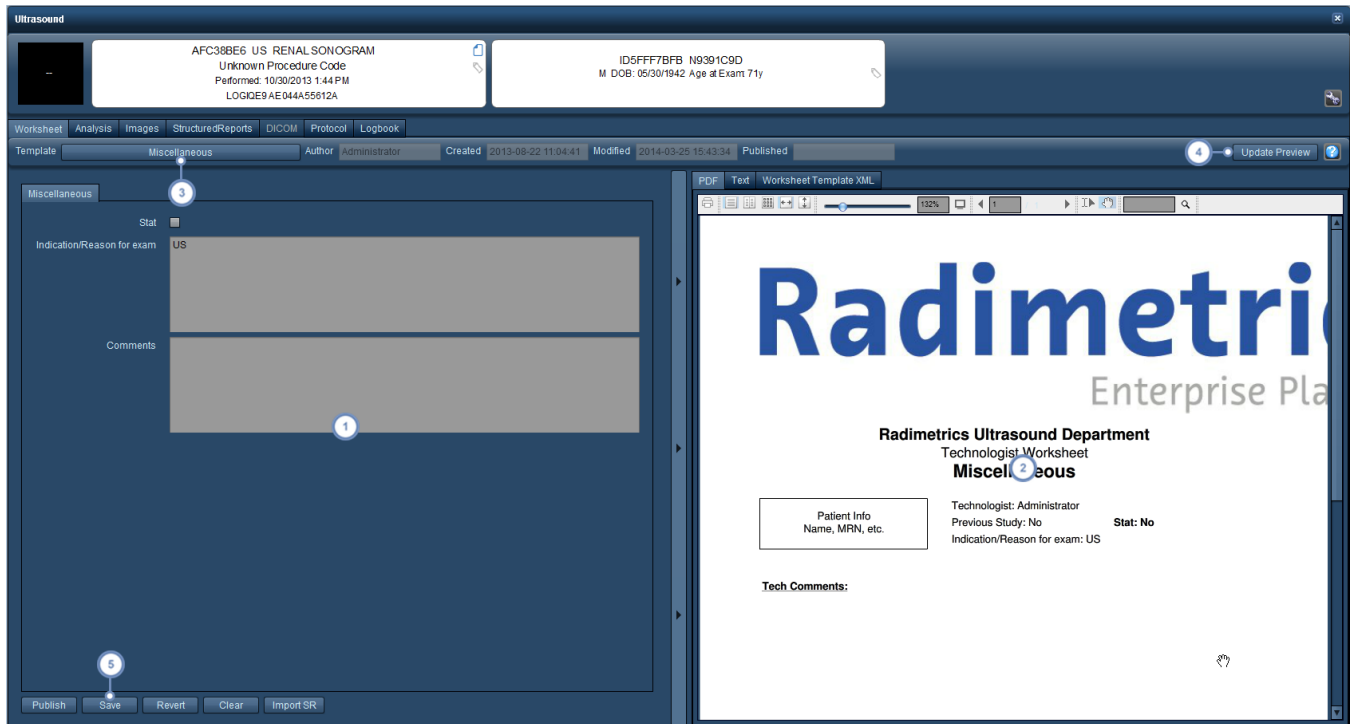 Ultrasound
--
AFC38BE6 US RENAL SONOGRAM
Unknown Procedure Code
Performed: 10/30/2013 1:44 PM
LOGIQE9 AE044A55612A
ID5FFF7BFB N9391C9D
M DOB: 05/30/1942 Age at Exam: 71y
Worksheet Analysis Images StructuredReports DICOM Protocol Logbook
Template Miscellaneous Author Administrator Created 2013-08-22 11:04:41 Modified 2014-03-25 15:43:34 Published 4 Update Preview ?
3
Miscellaneous
Stat
Indication/Reason for exam US
Comments
1
PDF Text Worksheet Template XML
132% 1
Radimetri
Enterprise Pla
Radimetrics Ultrasound Department
Technologist Worksheet
Miscell 2 eous
Patient Info
Name, MRN, etc.
Technologist: Administrator
Previous Study: No Stat: No
Indication/Reason for exam: US
Tech Comments:
5
Publish Save Revert Clear Import SR